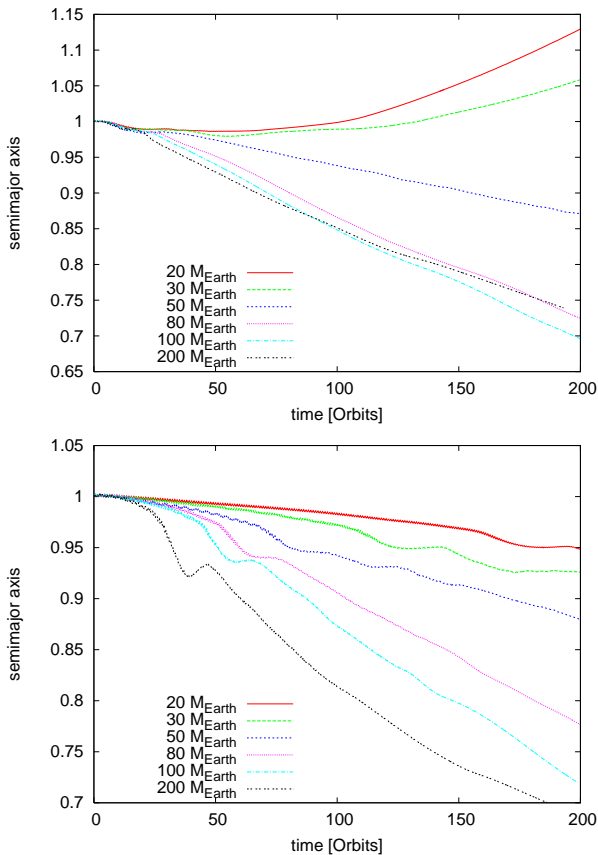 1.15
1.1
1.05
1
0.95
0.9
0.85
0.8
0.75
0.7
0.65
semimajor axis
20 M_Earth
30 M_Earth
50 M_Earth
80 M_Earth
100 M_Earth
200 M_Earth
0 50 100 150 200
time [Orbits]
1.05
1
0.95
0.9
0.85
0.8
0.75
0.7
semimajor axis
20 M_Earth
30 M_Earth
50 M_Earth
80 M_Earth
100 M_Earth
200 M_Earth
0 50 100 150 200
time [Orbits]